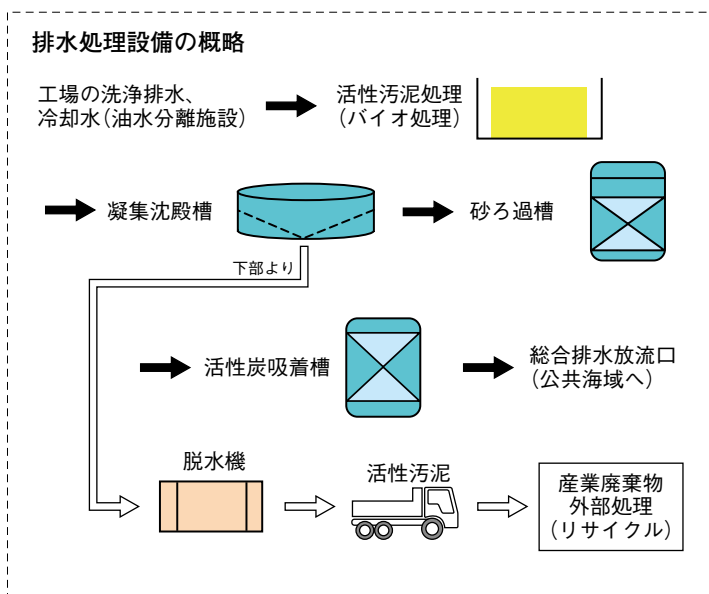 排水処理設備の概略
工場の洗浄排水、
冷却水(油水分離施設)
活性汚泥処理
(バイオ処理)
凝集沈殿槽
砂ろ過槽
下部より
活性炭吸着槽
総合排水放流口
(公共海域へ)
脱水機
活性汚泥
産業廃棄物
外部処理
(リサイクル)